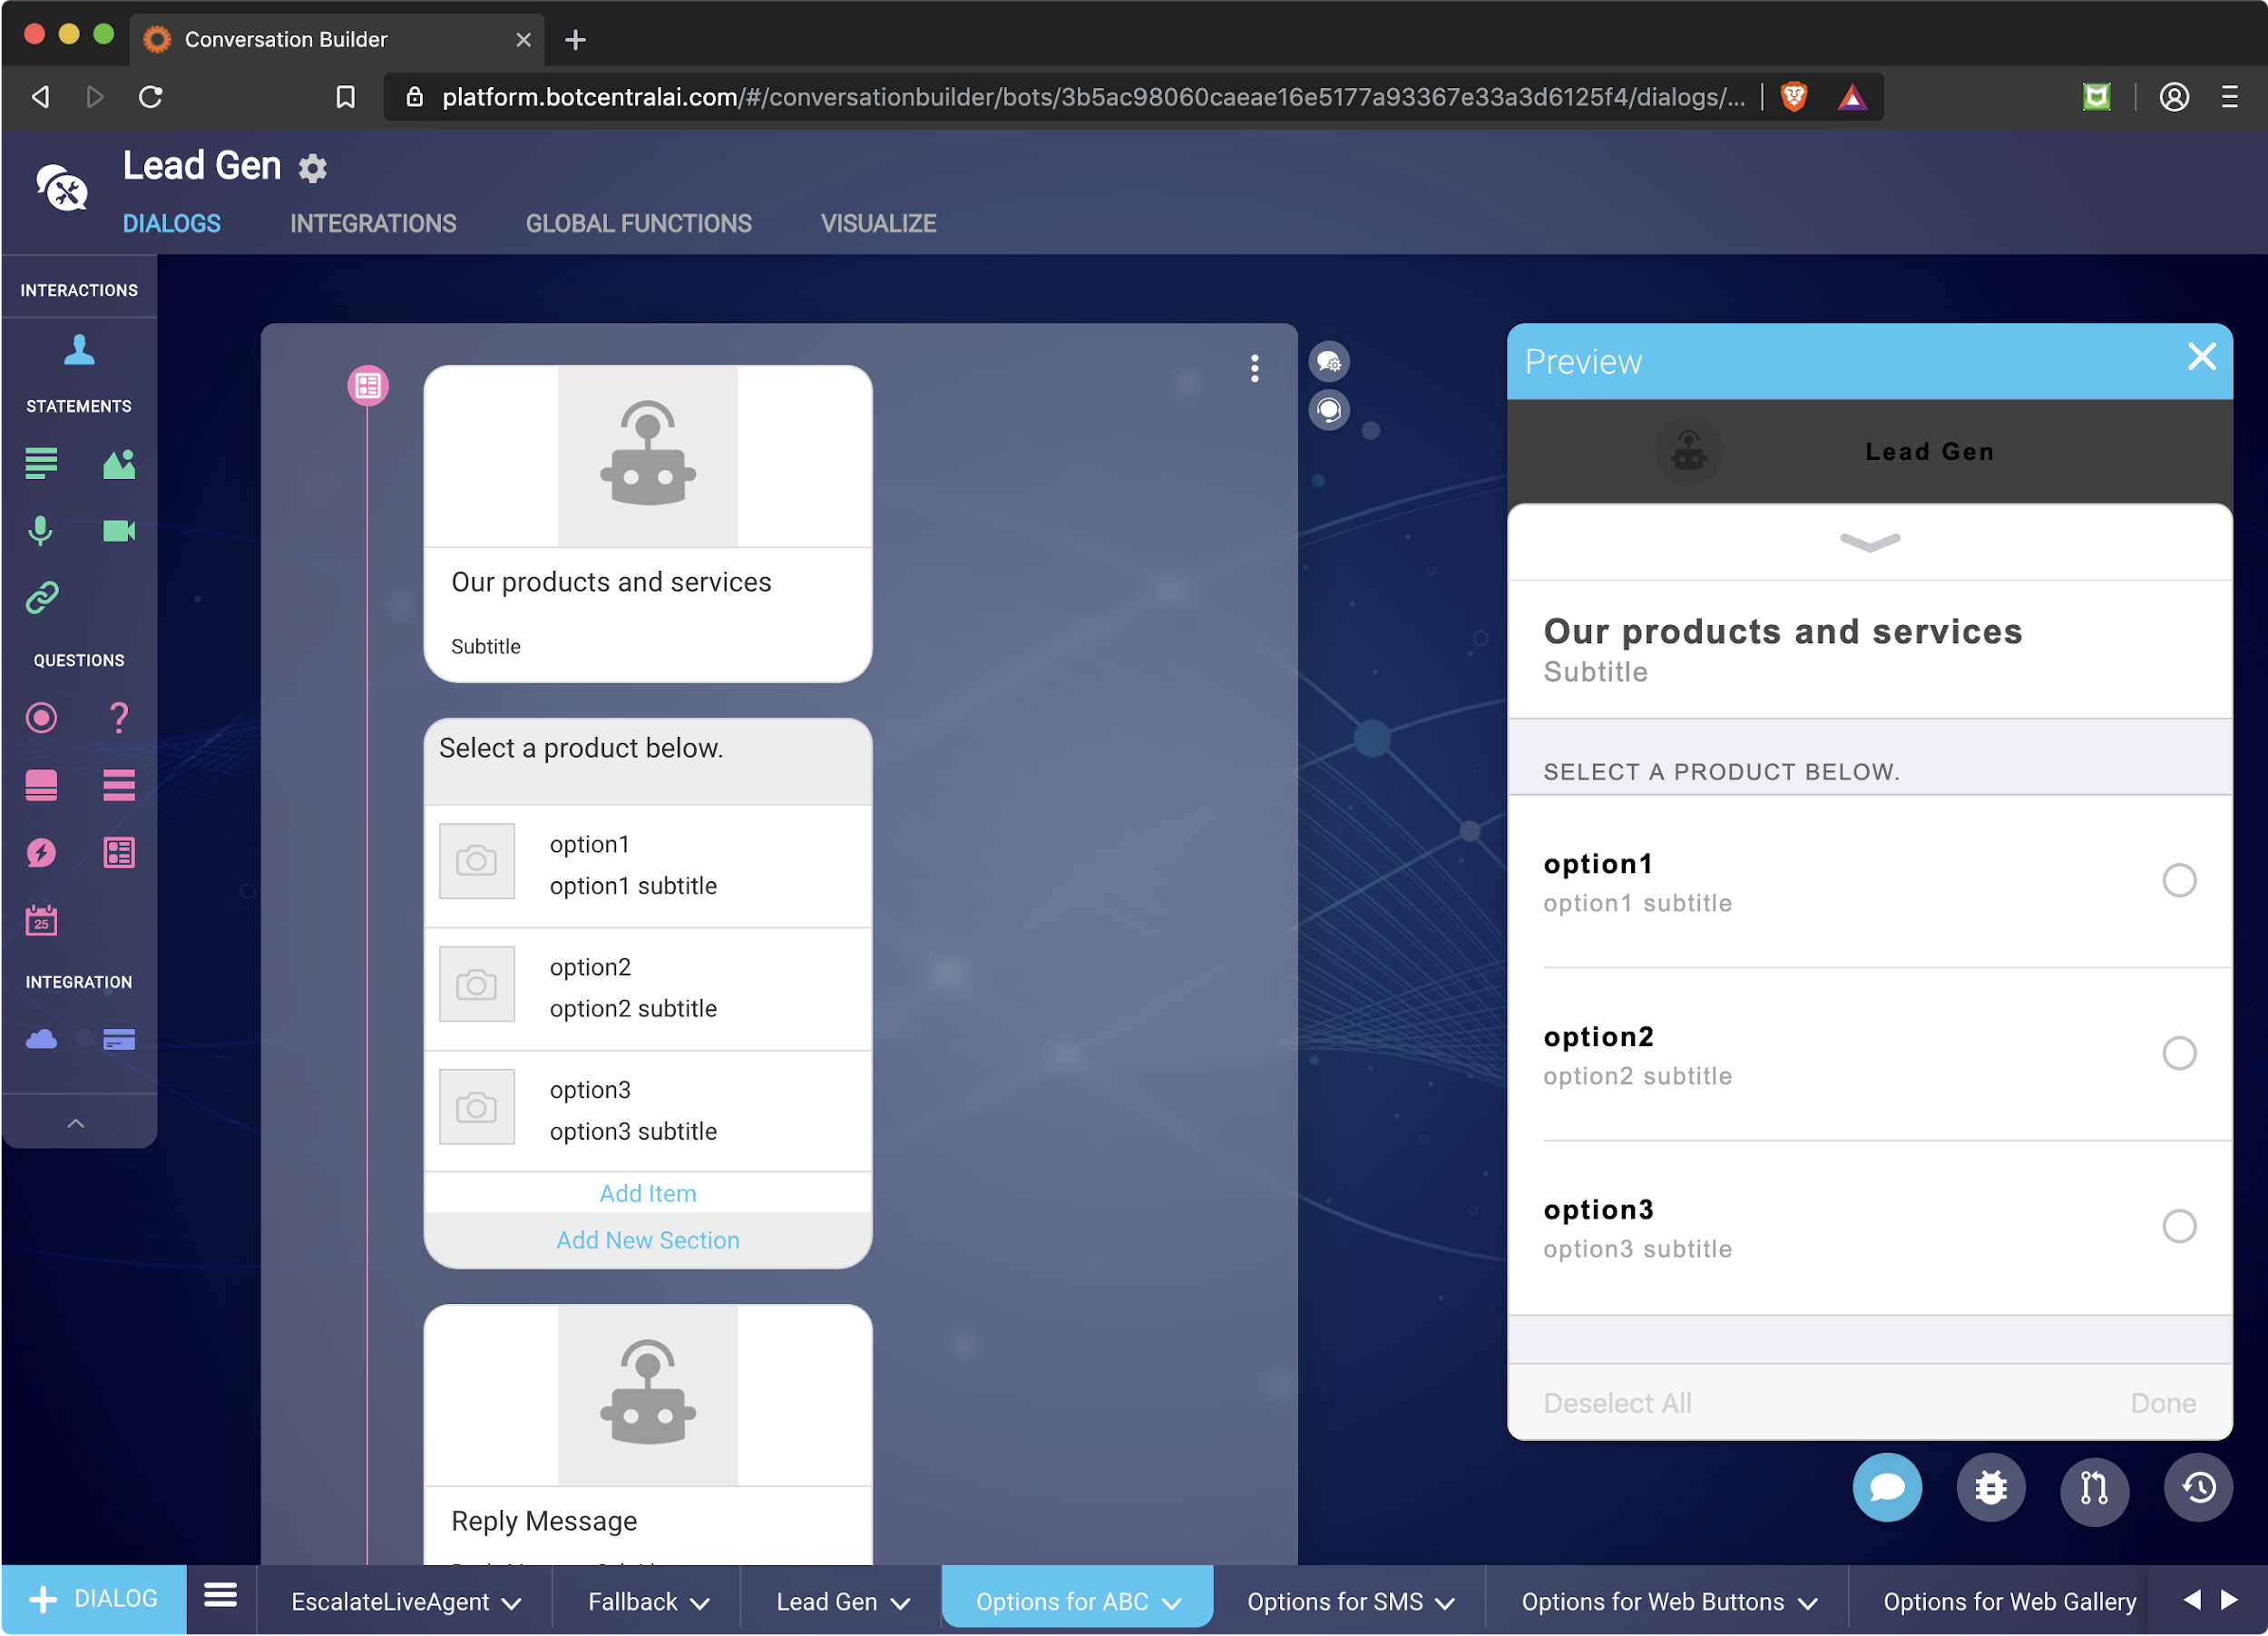 Conversation Builder
platform.botcentralai.com/#/conversationbuilder/bots/3b5ac98060caeae16e5177a93367e33a3d6125f4/dialogs/...
Lead Gen
DIALOGS
INTEGRATIONS
GLOBAL FUNCTIONS
VISUALIZE
INTERACTIONS
STATEMENTS
QUESTIONS
25
INTEGRATION
Our products and services
Subtitle
Select a product below.
option1
option1 subtitle
option2
option2 subtitle
option3
option3 subtitle
Add Item
Add New Section
Reply Message
Preview
Lead Gen
Our products and services
Subtitle
SELECT A PRODUCT BELOW.
option1
option1 subtitle
option2
option2 subtitle
option3
option3 subtitle
Deselect All
Done
DIALOG
EscalateLiveAgent
Fallback
Lead Gen
Options for ABC
Options for SMS
Options for Web Buttons
Options for Web Gallery